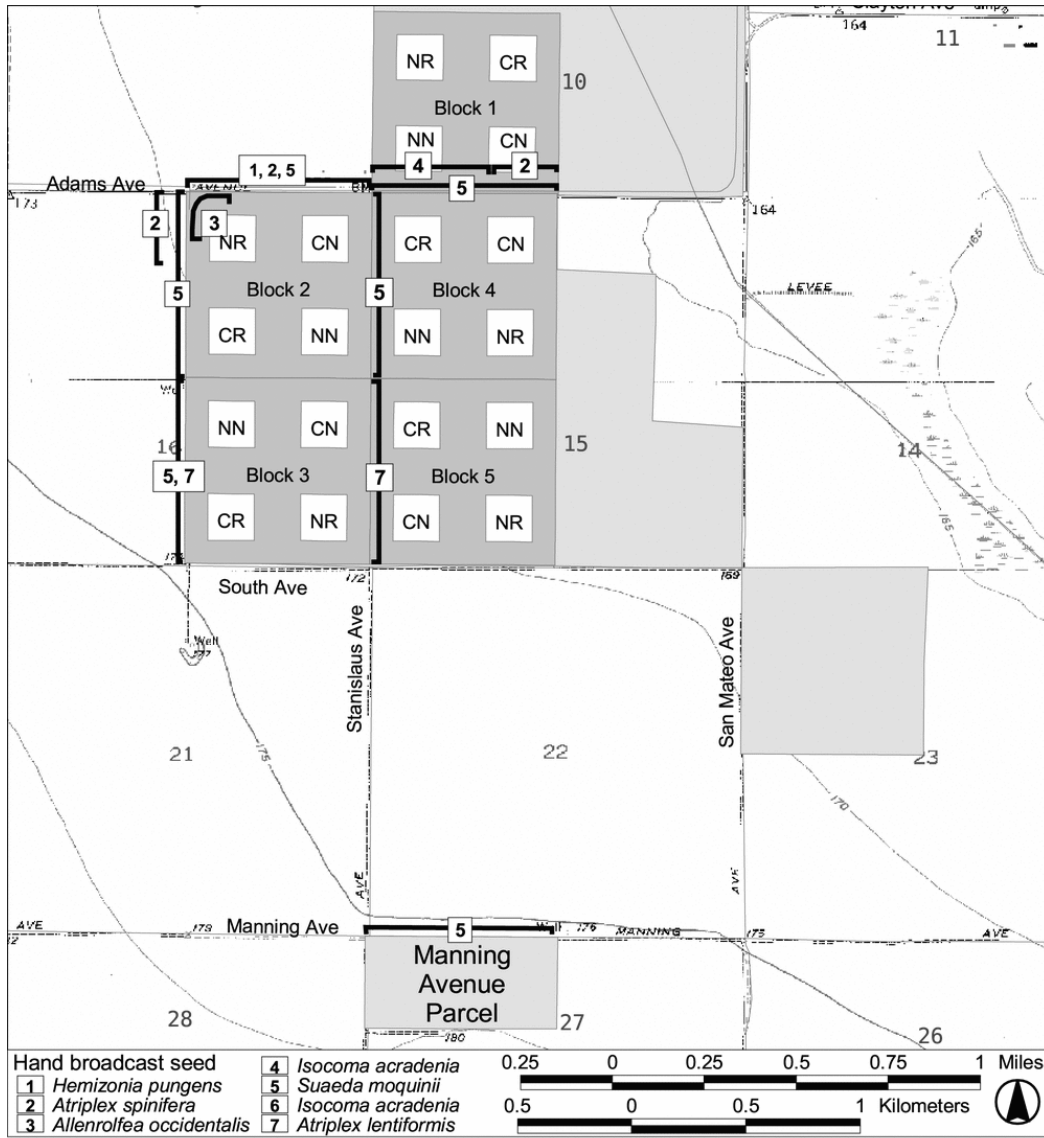 Clayton Ave
164
11
NR
CR
10
Block 1
NN
CN
4
2
1, 2, 5
Adams Ave
AVENUE
5
173
164
2
3
NR
CN
CR
CN
165
5
Block 2
5
Block 4
LEVEE
CR
NN
NN
NR
NN
CN
CR
NN
16
15
14
5, 7
Block 3
7
Block 5
CR
NR
CN
NR
165
South Ave
172
169
Well
177
Stanislaus Ave
San Mateo Ave
21
175
22
23
170
AVE
AVE
AVE
Manning Ave
5
Well
176
MANNING
175
AVE
Manning
Avenue
Parcel
28
27
26
180
Hand broadcast seed
1 Hemizonia pungens
2 Atriplex spinifera
3 Allenrolfea occidentalis
4 Isocoma acradenia
5 Suaeda moquinii
6 Isocoma acradenia
7 Atriplex lentiformis
0.25 0 0.25 0.5 0.75 1 Miles
0.5 0 0.5 1 Kilometers